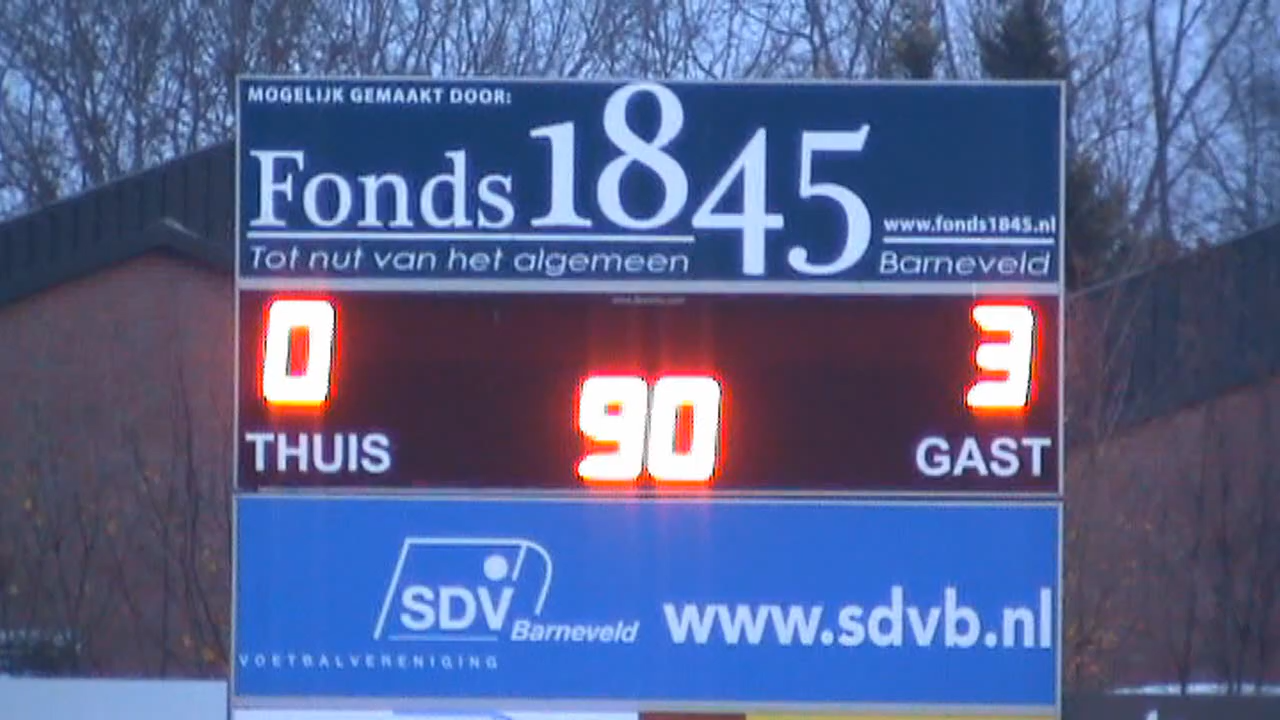 MOGELIJK GEMAAKT DOOR:
Fonds 1845
www.fonds1845.nl
Tot nut van het algemeen
Barneveld
0 3
90
THUIS GAST
SDV
Barneveld
www.sdvb.nl
VOETBALVERENIGING